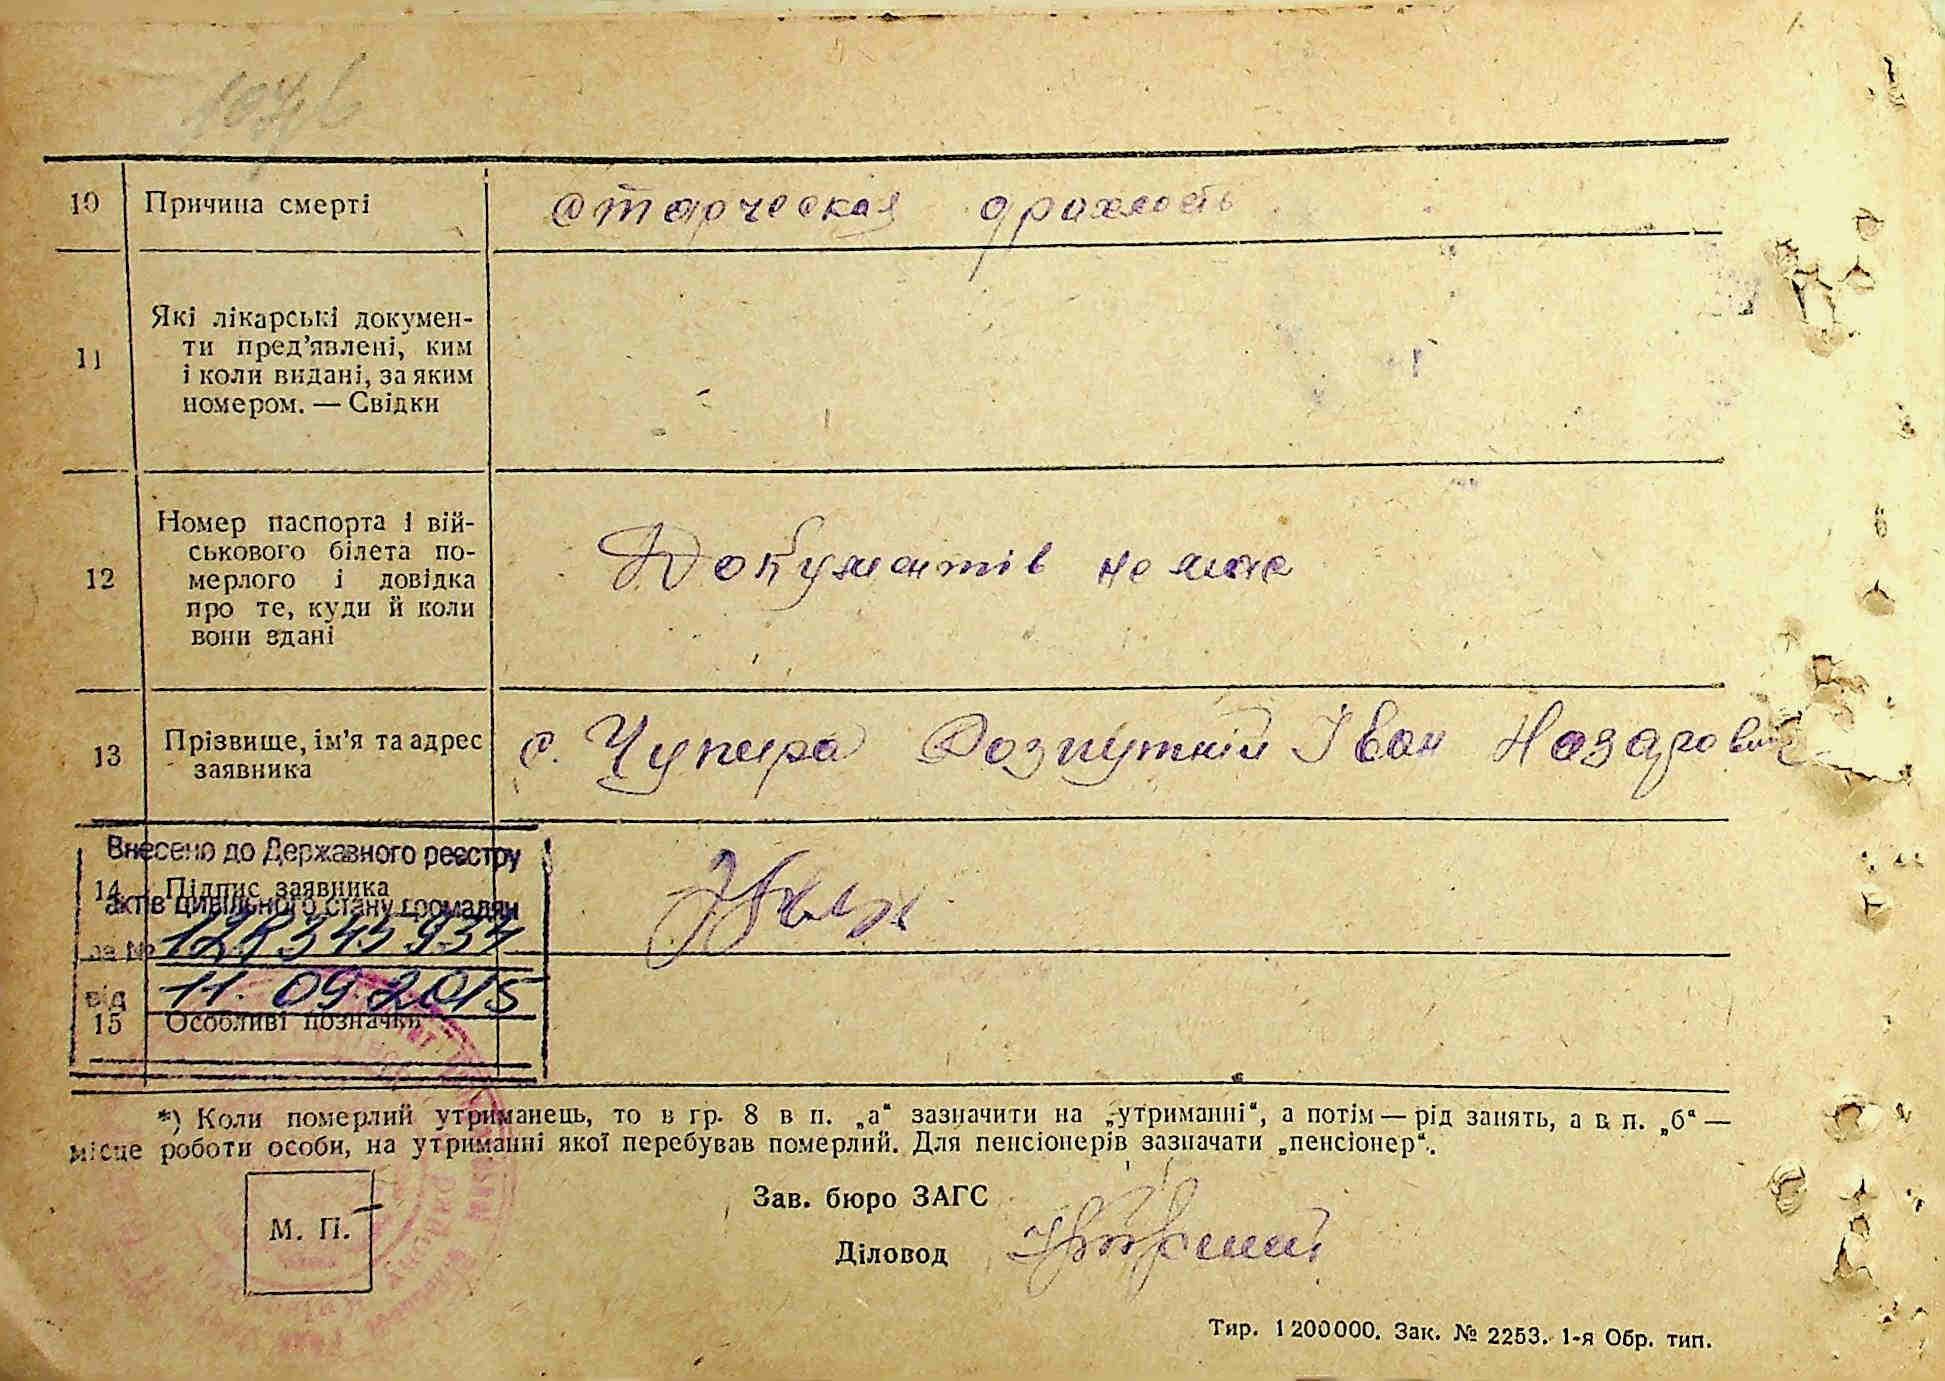 1046
10 Причина смерті старческая дряхлость
11 Які лікарські докумен-
ти пред'явлені, ким
і коли видані, за яким
номером. — Свідки
12 Номер паспорта і вій-
ськового білета по-
мерлого і довідка
про те, куди й коли
вони здані
Документів немає
13 Прізвище, ім'я та адрес
заявника
с. Чупира Розпутній Іван Назарович
Внесено до Державного реєстру
14 Підпис заявника
актів цивільного стану громадян
за № 128345934
від 11.09.2015
15 Особливі позначки
*) Коли померлий утриманець, то в гр. 8 в п. „а“ зазначити на „утриманні“, а потім — рід занять, а в п. „б“ —
місце роботи особи, на утриманні якої перебував померлий. Для пенсіонерів зазначати „пенсіонер“.
Зав. бюро ЗАГС
М. П.
Діловод
Тир. 1200000. Зак. № 2253. 1-я Обр. тип.